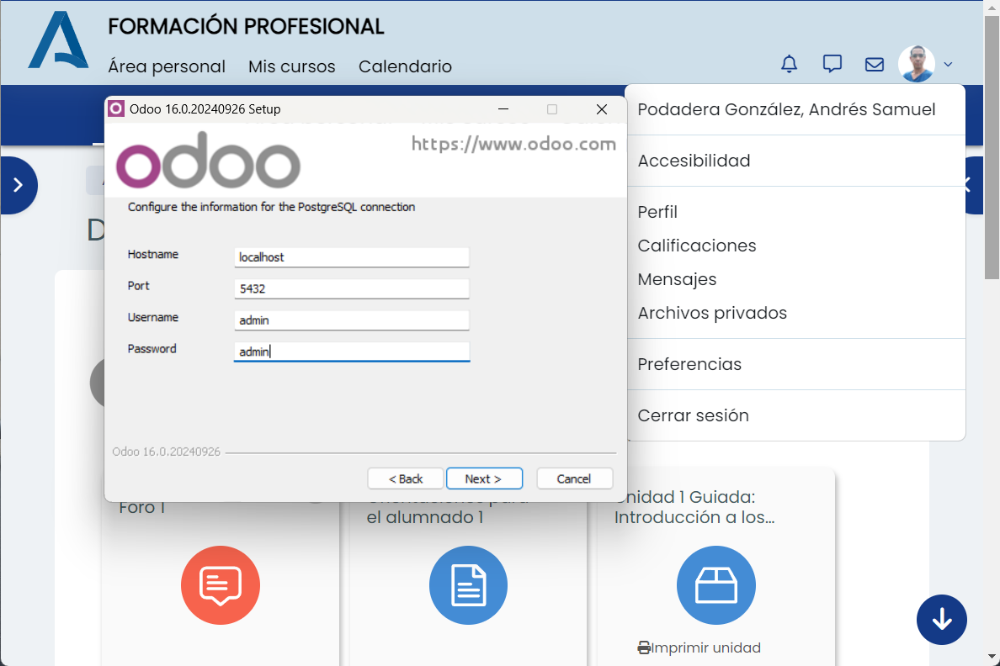 FORMACIÓN PROFESIONAL
Área personal Mis cursos Calendario
Podadera González, Andrés Samuel
Accesibilidad
Perfil
Calificaciones
Mensajes
Archivos privados
Preferencias
Cerrar sesión
Odoo 16.0.20240926 Setup
odoo
https://www.odoo.com
Configure the information for the PostgreSQL connection
Hostname localhost
Port 5432
Username admin
Password admin
Odoo 16.0.20240926
< Back Next > Cancel
D
Foro 1
Orientaciones para
el alumnado 1
Unidad 1 Guiada:
Introducción a los...
Imprimir unidad